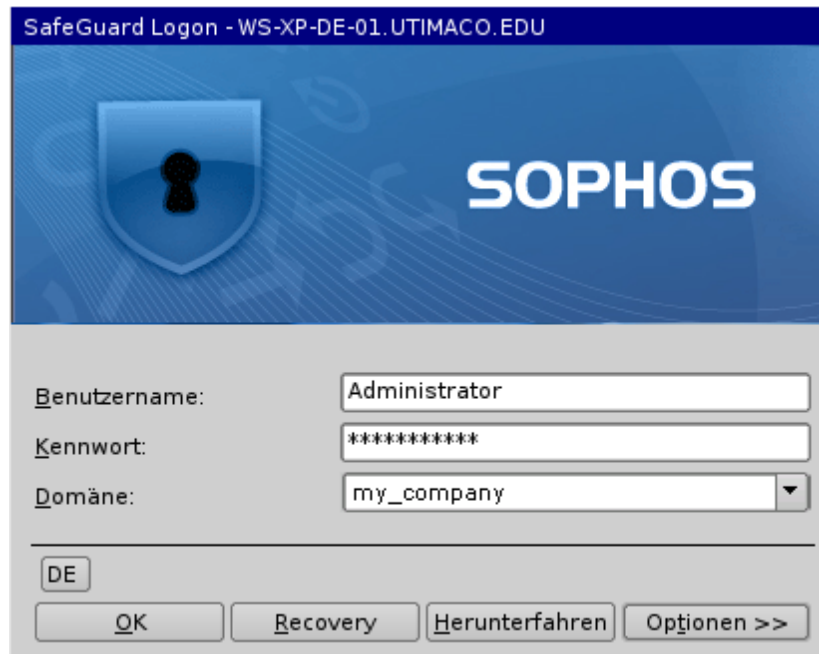 SafeGuard Logon - WS-XP-DE-01.UTIMACO.EDU
SOPHOS
Benutzername: Administrator
Kennwort: ***********
Domäne: my_company
DE
OK Recovery Herunterfahren Optionen >>